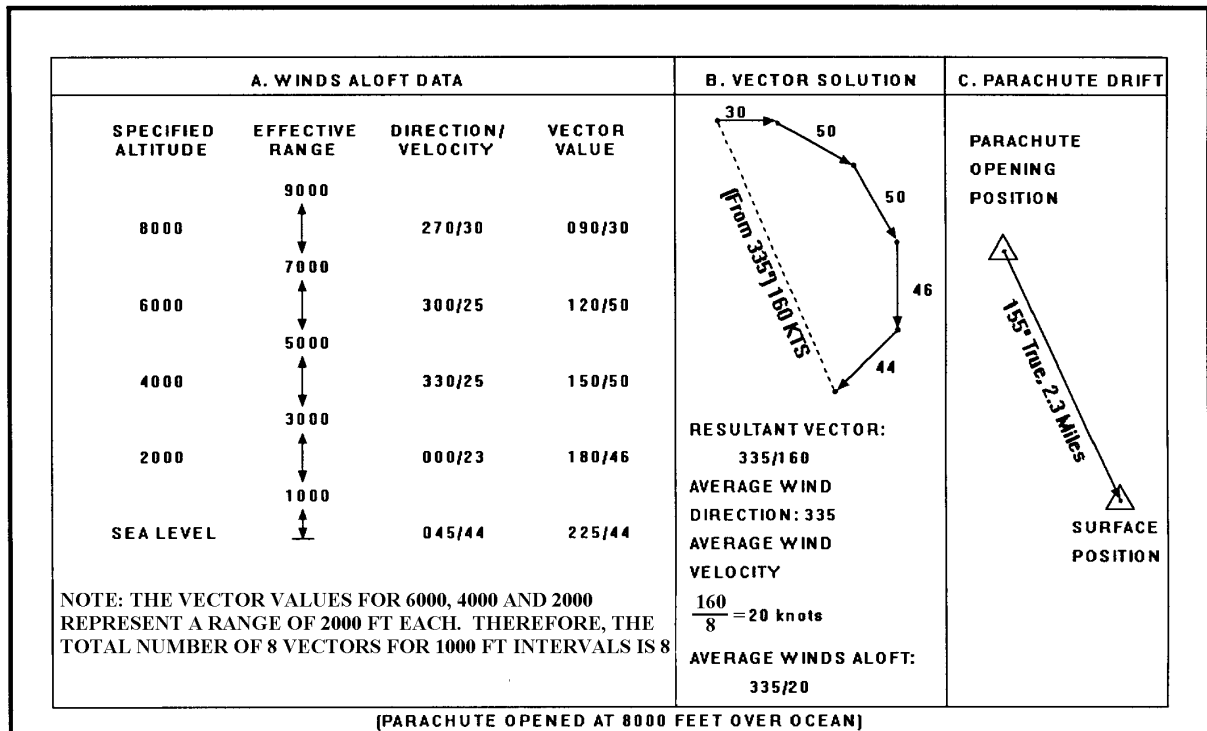 A. WINDS ALOFT DATA
SPECIFIED ALTITUDE
EFFECTIVE RANGE
DIRECTION/ VELOCITY
VECTOR VALUE
9000
8000 270/30 090/30
7000
6000 300/25 120/50
5000
4000 330/25 150/50
3000
2000 000/23 180/46
1000
SEA LEVEL 045/44 225/44
NOTE: THE VECTOR VALUES FOR 6000, 4000 AND 2000
REPRESENT A RANGE OF 2000 FT EACH. THEREFORE, THE
TOTAL NUMBER OF 8 VECTORS FOR 1000 FT INTERVALS IS 8
B. VECTOR SOLUTION
30
50
50
46
44
(From 335°) 160 KTS
RESULTANT VECTOR:
335/160
AVERAGE WIND
DIRECTION: 335
AVERAGE WIND
VELOCITY
160
8
=20 knots
AVERAGE WINDS ALOFT:
335/20
C. PARACHUTE DRIFT
PARACHUTE
OPENING
POSITION
155° True, 2.3 Miles
SURFACE
POSITION
(PARACHUTE OPENED AT 8000 FEET OVER OCEAN)